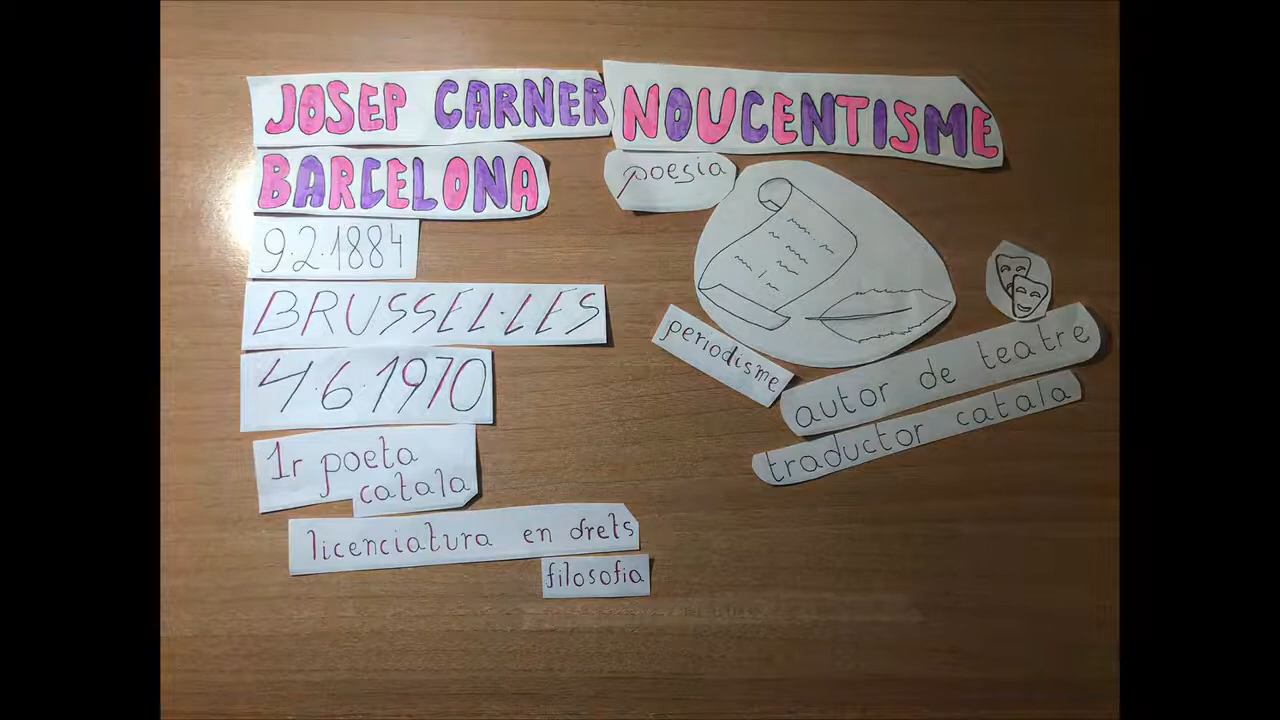 JOSEP CARNER
BARCELONA
9.2.1884
BRUSSEL·LES
4.6.1970
1r poeta
catala
licenciatura en drets
filosofia
NOUCENTISME
poesia
periodisme
autor de teatre
traductor catala